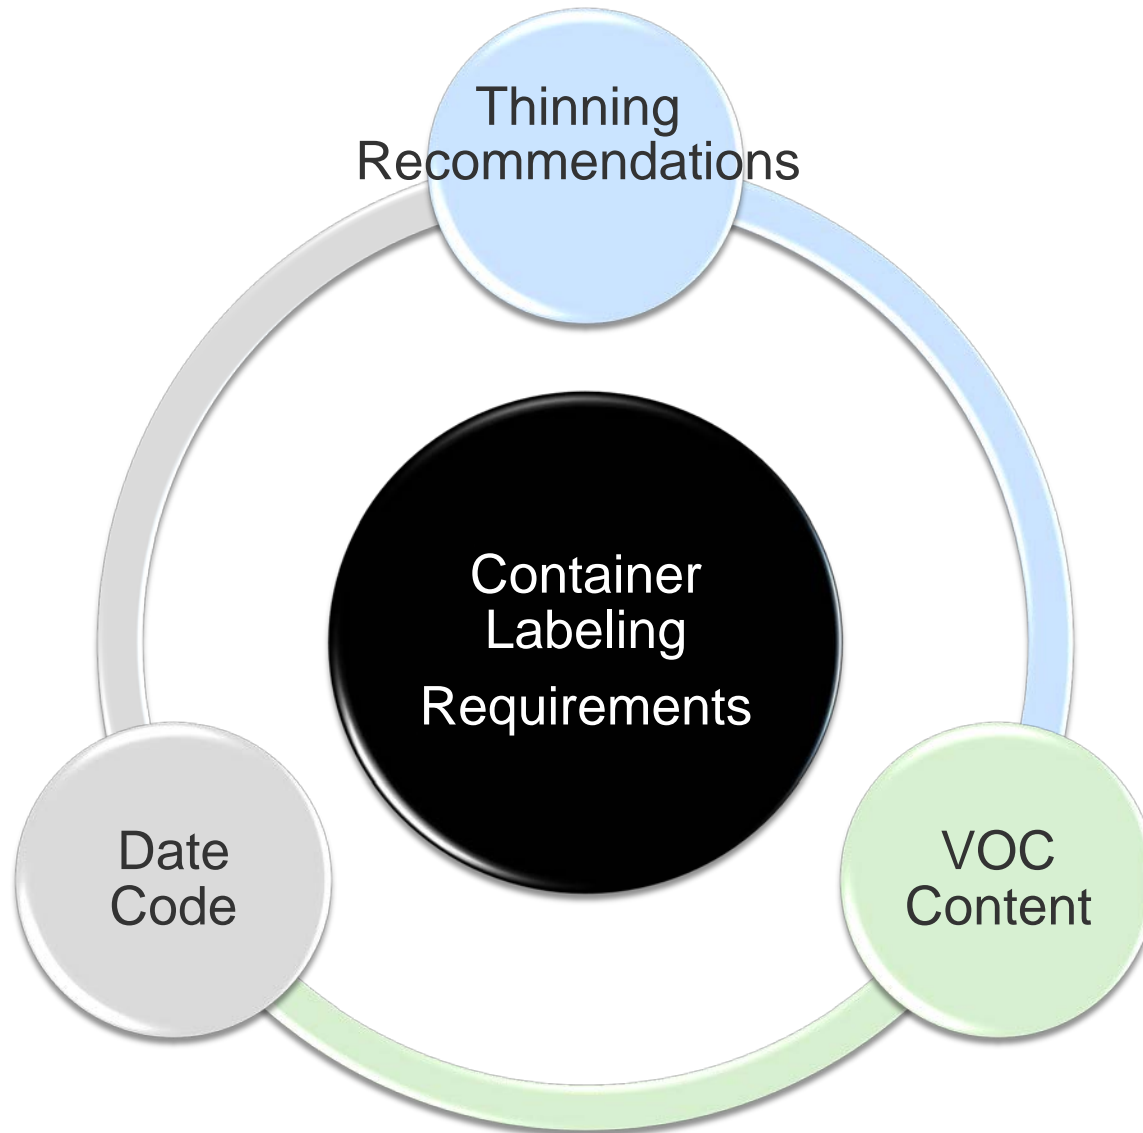 Thinning
Recommendations
Container
Labeling
Requirements
Date
Code
VOC
Content